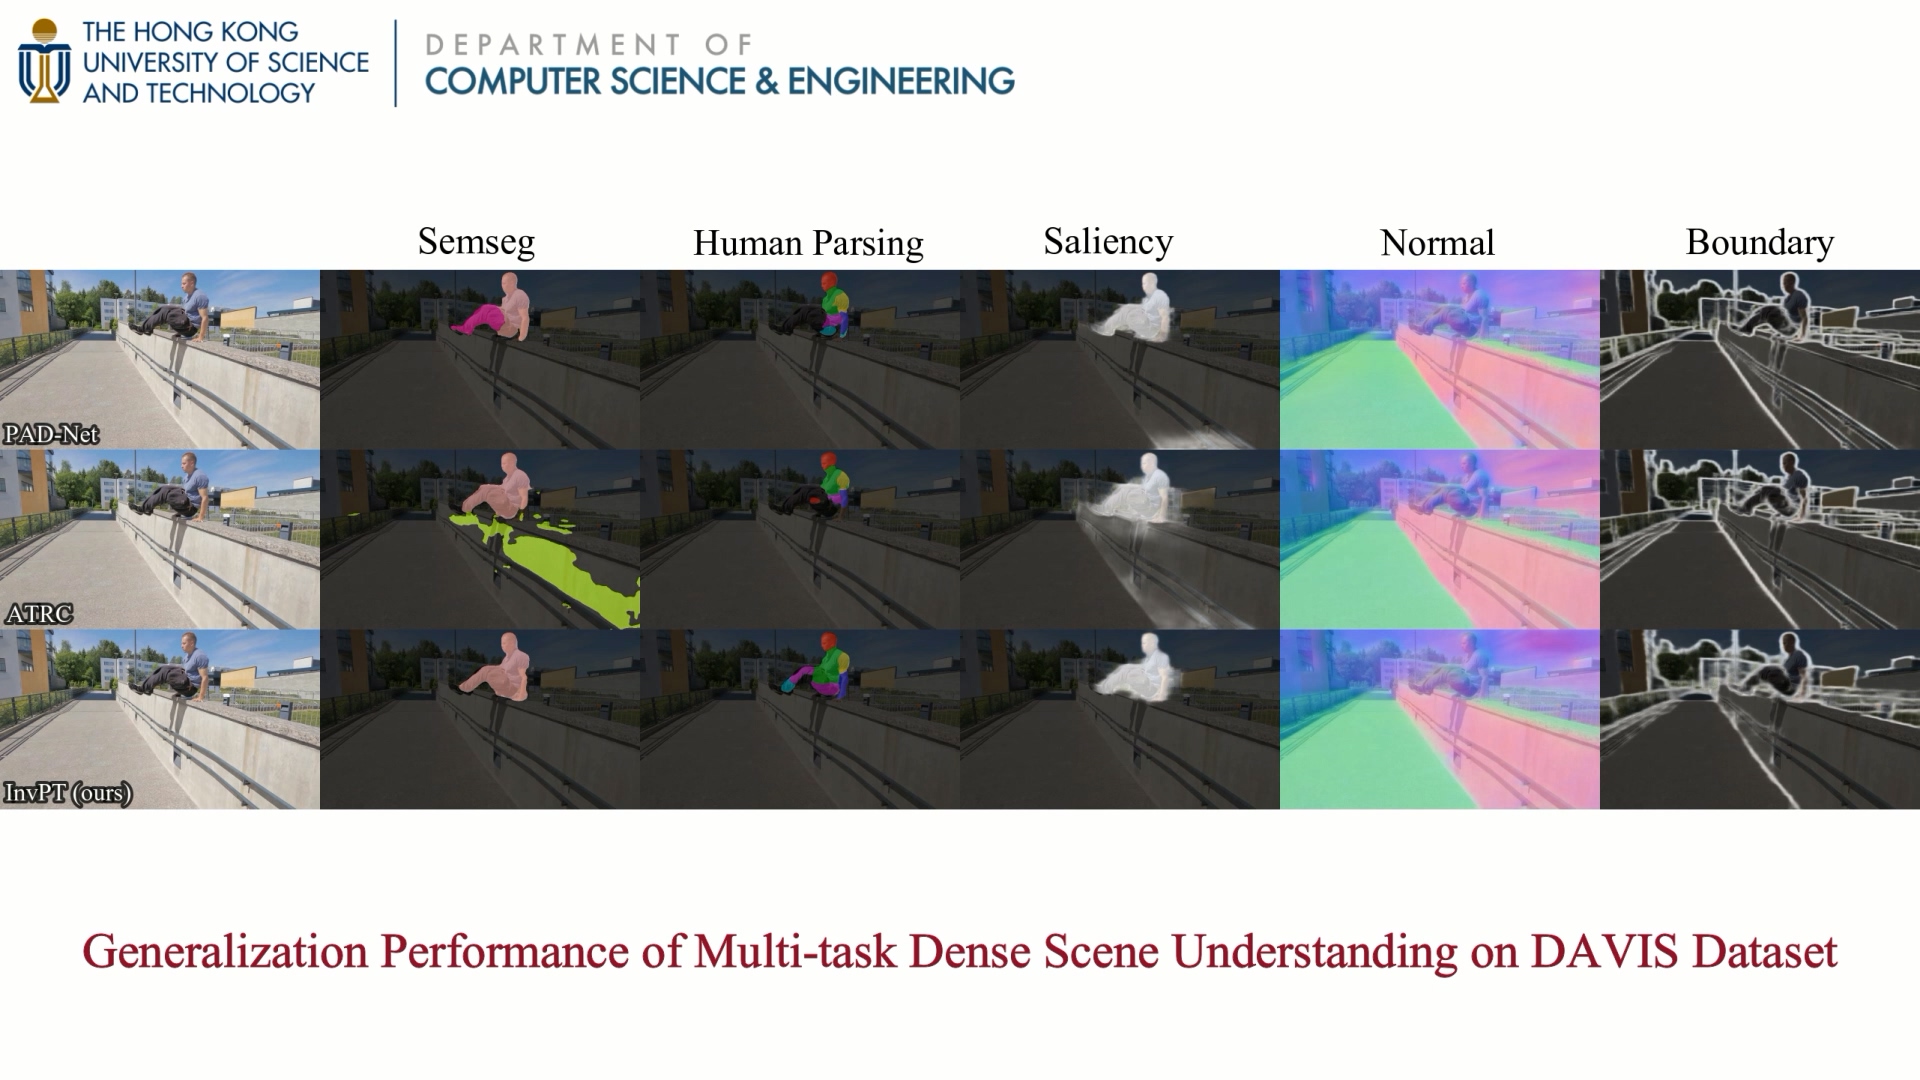 THE HONG KONG
UNIVERSITY OF SCIENCE
AND TECHNOLOGY
DEPARTMENT OF
COMPUTER SCIENCE & ENGINEERING
Semseg
Human Parsing
Saliency
Normal
Boundary
PAD-Net
ATRC
InvPT (ours)
Generalization Performance of Multi-task Dense Scene Understanding on DAVIS Dataset